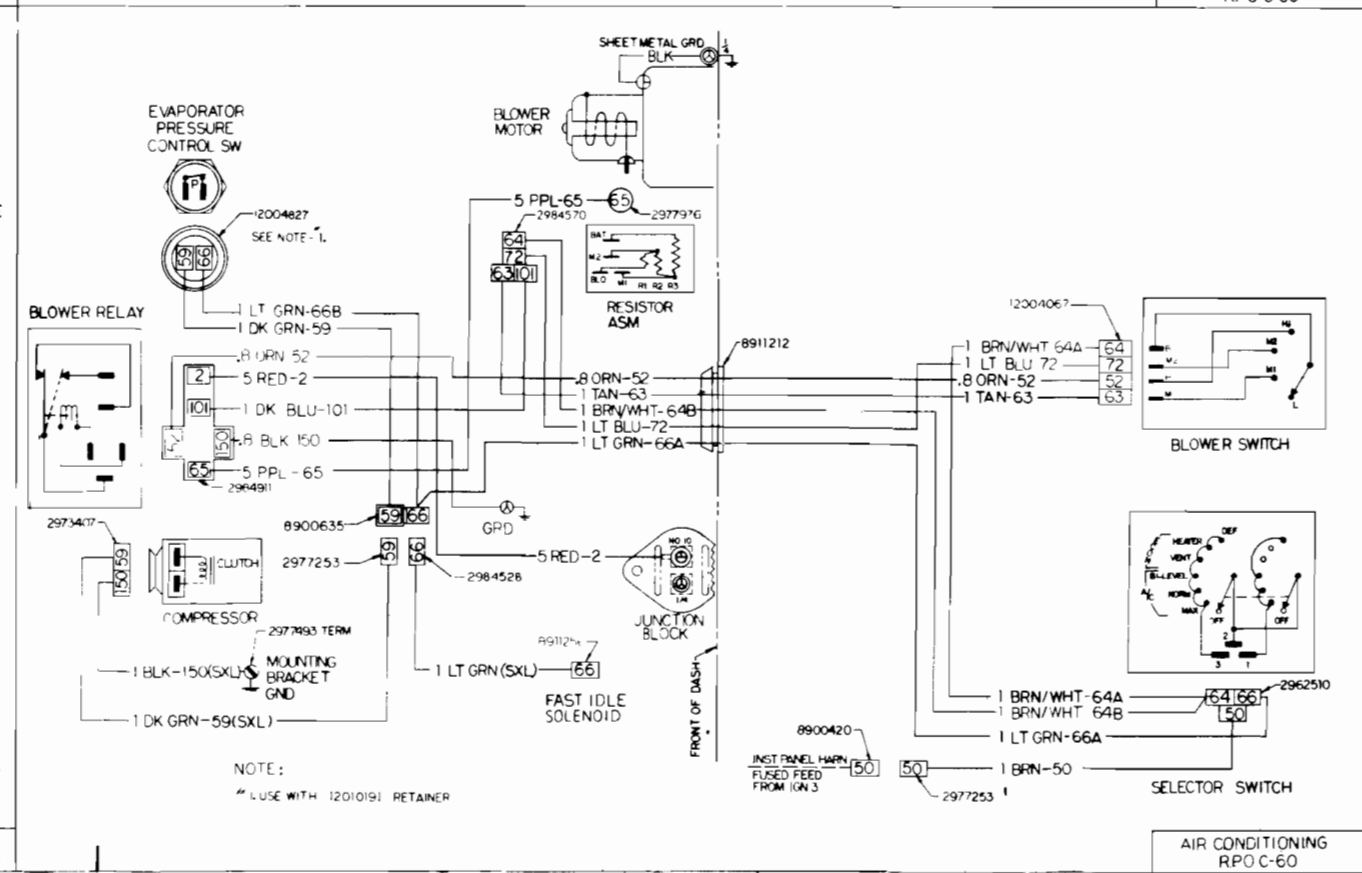 SHEET METAL GRD
BLK
EVAPORATOR
PRESSURE
CONTROL SW
P
BLOWER
MOTOR
12004827
SEE NOTE-"1.
59
66
5 PPL-65
65
2977976
2984570
64
72
63
101
BAT
M2
BLO
M1
R1 R2 R3
RESISTOR
ASM
BLOWER RELAY
1 LT GRN-66B
1 DK GRN-59
.8 ORN 52
5 RED-2
1 DK BLU-101
.8 BLK 150
5 PPL-65
2
101
52
150
65
2984911
8911212
.8 ORN-52
1 TAN-63
1 BRN/WHT-64B
1 LT BLU-72
1 LT GRN-66A
12004067
1 BRN/WHT 64A
1 LT BLU 72
.8 ORN-52
1 TAN-63
64
72
52
63
M2
M
Hi
M2
M1
L
BLOWER SWITCH
2973407
150
59
CLUTCH
COMPRESSOR
8900635
59
66
GRD
2977253
59
66
2984528
5 RED-2
NO. 10
JUNCTION
BLOCK
FRONT OF DASH
2977493 TERM
1 BLK-150(SXL)
MOUNTING
BRACKET
GND
1 DK GRN-59(SXL)
1 LT GRN(SXL)
66
FAST IDLE
SOLENOID
HEATER
DEF
VENT
BI-LEVEL
NORM
MAX
A/C
OFF
OFF
2
3
1
1 BRN/WHT-64A
1 BRN/WHT 64B
1 LT GRN-66A
64
66
50
2962510
8900420
INST PANEL HARN
FUSED FEED
FROM IGN 3
50
50
1 BRN-50
2977253
SELECTOR SWITCH
NOTE:
" 1. USE WITH 12010191 RETAINER
AIR CONDITIONING
RPO C-60